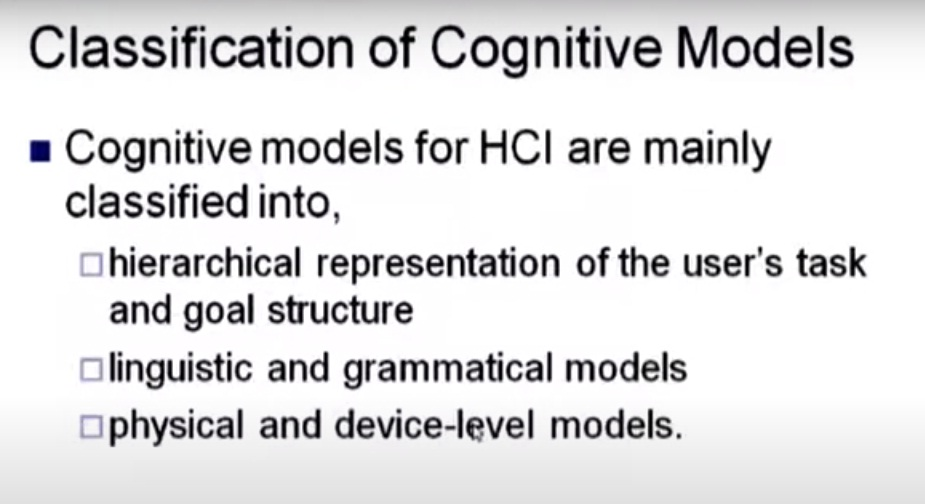 Classification of Cognitive Models
Cognitive models for HCI are mainly
classified into,
hierarchical representation of the user's task
and goal structure
linguistic and grammatical models
physical and device-level models.